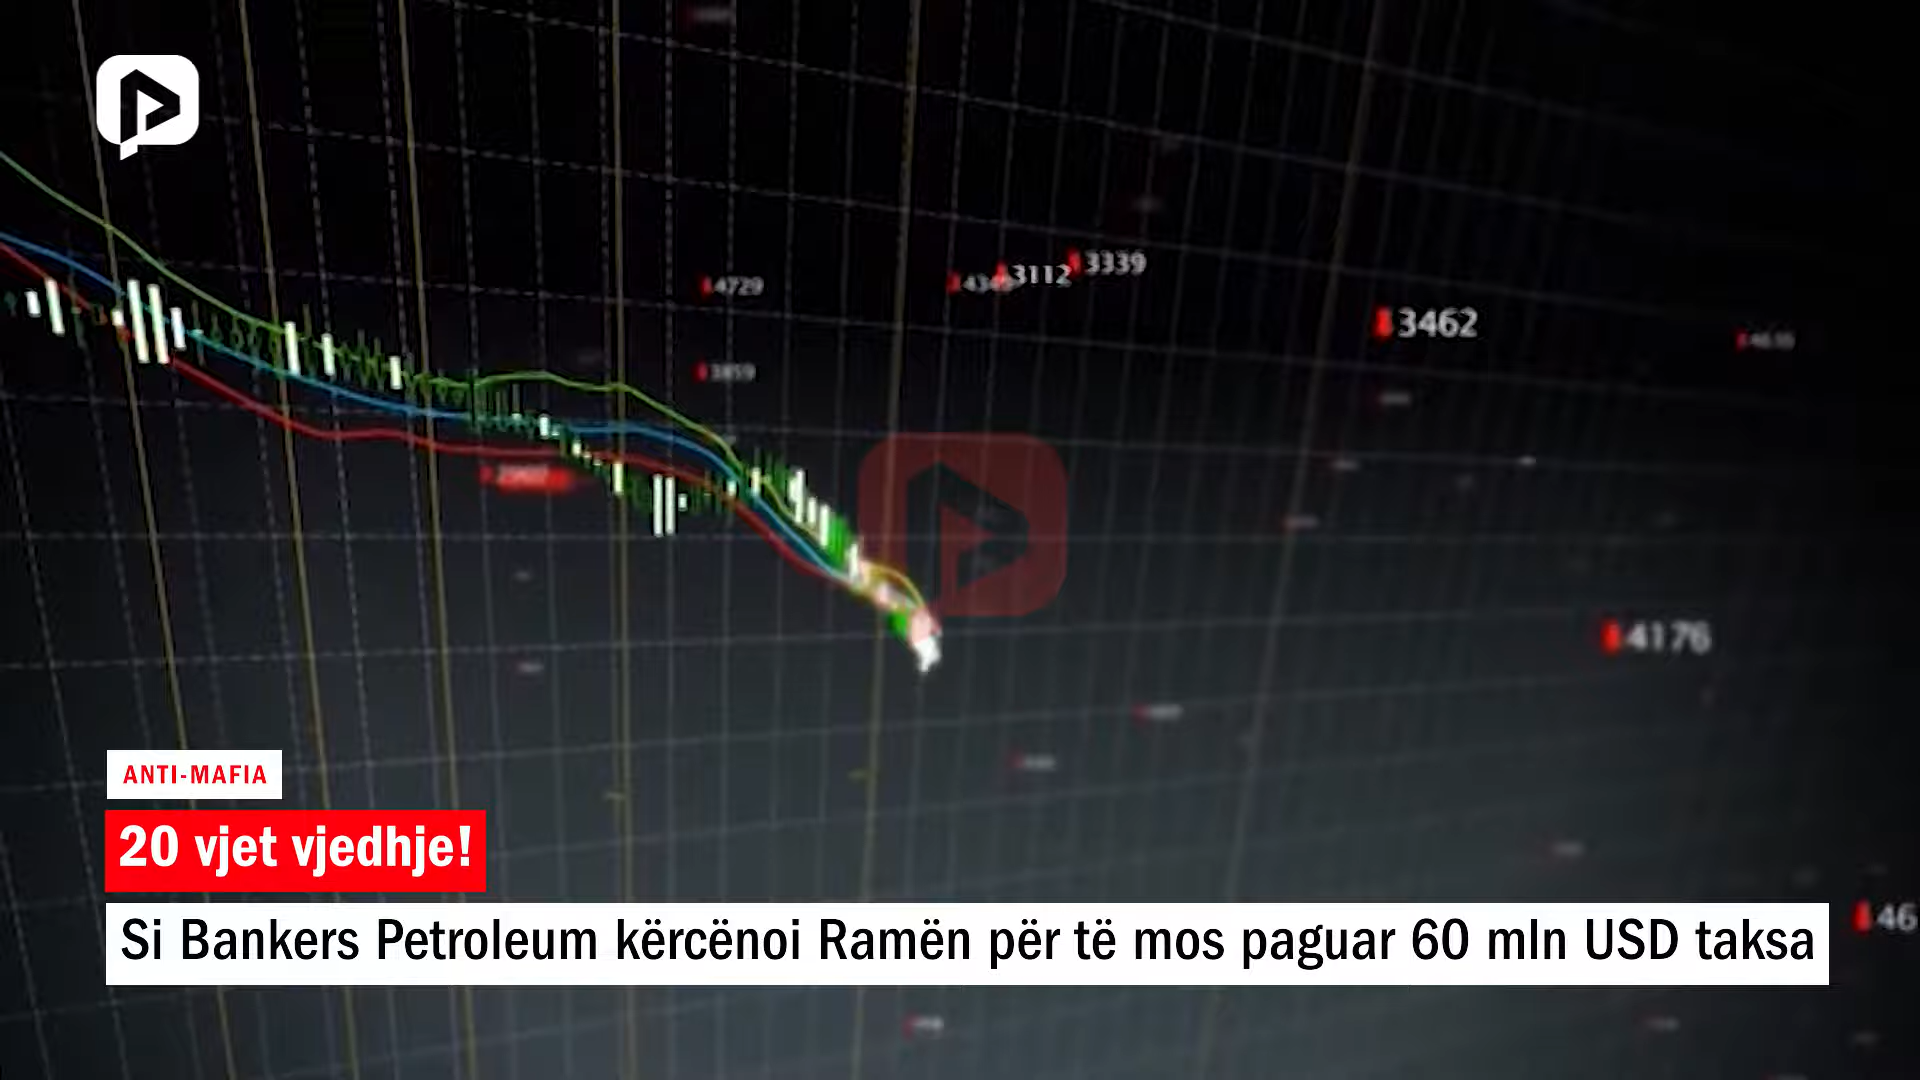 4729
3112
3339
3462
3859
4176
ANTI-MAFIA
20 vjet vjedhje!
Si Bankers Petroleum kërcënoi Ramën për të mos paguar 60 mln USD taksa
46